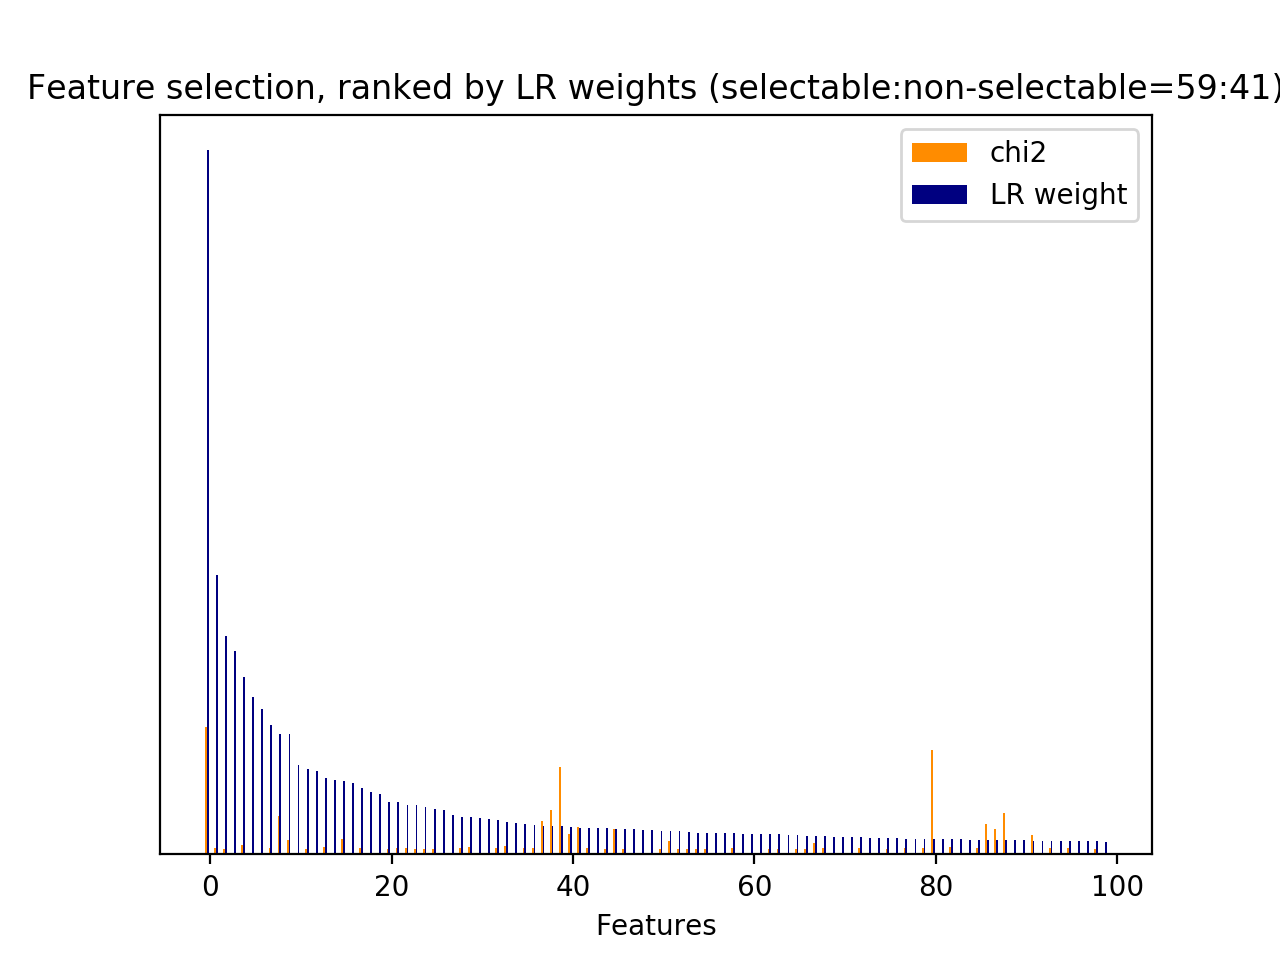 Feature selection, ranked by LR weights (selectable:non-selectable=59:41)
chi2
LR weight
0 20 40 60 80 100
Features